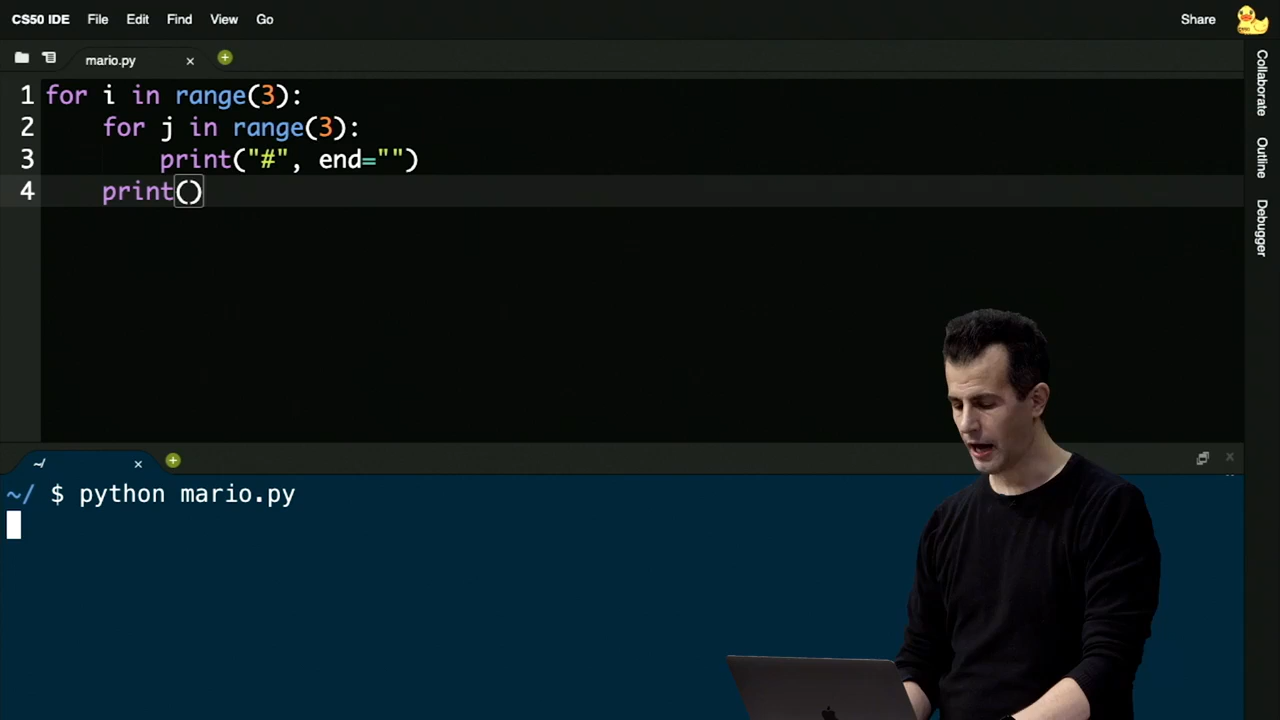 CS50 IDE File Edit Find View Go Share
mario.py
1 for i in range(3):
2     for j in range(3):
3         print("#", end="")
4     print()
Collaborate
Outline
Debugger
~/ $ python mario.py